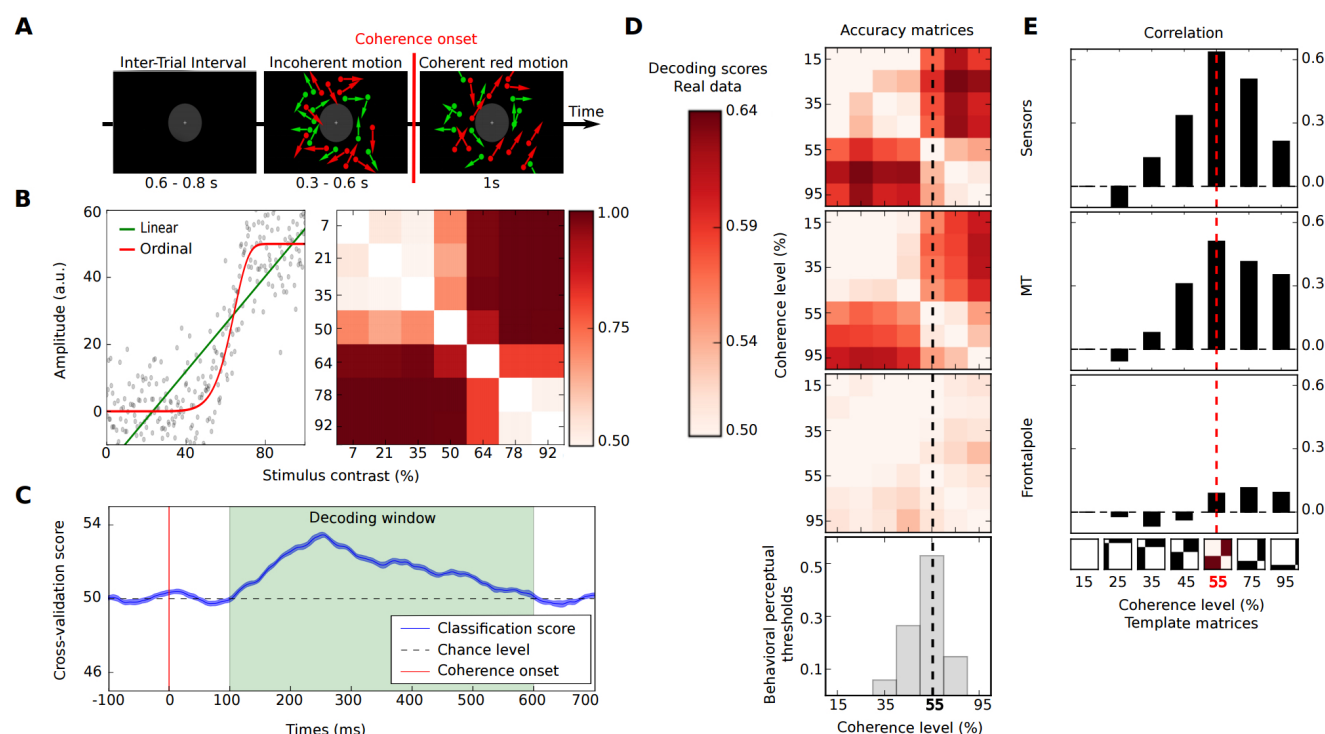 A
Coherence onset
Inter-Trial Interval
Incoherent motion
Coherent red motion
Time
0.6 - 0.8 s
0.3 - 0.6 s
1s
B
60
40
20
0
Amplitude (a.u.)
Linear
Ordinal
0
40
80
7
21
35
50
64
78
92
7
21
35
50
64
78
92
1.00
0.75
0.50
Stimulus contrast (%)
C
54
50
46
Cross-validation score
Decoding window
Classification score
Chance level
Coherence onset
-100
0
100
200
300
400
500
600
700
Times (ms)
D
Accuracy matrices
Decoding scores
Real data
0.64
0.59
0.54
0.50
Coherence level (%)
15
35
55
95
15
35
55
95
15
35
55
95
Behavioral perceptual
thresholds
0.5
0.3
0.1
15
35
55
95
Coherence level (%)
E
Correlation
Sensors
0.6
0.3
0.0
MT
0.6
0.3
0.0
Frontalpole
0.6
0.3
0.0
15
25
35
45
55
75
95
Coherence level (%)
Template matrices